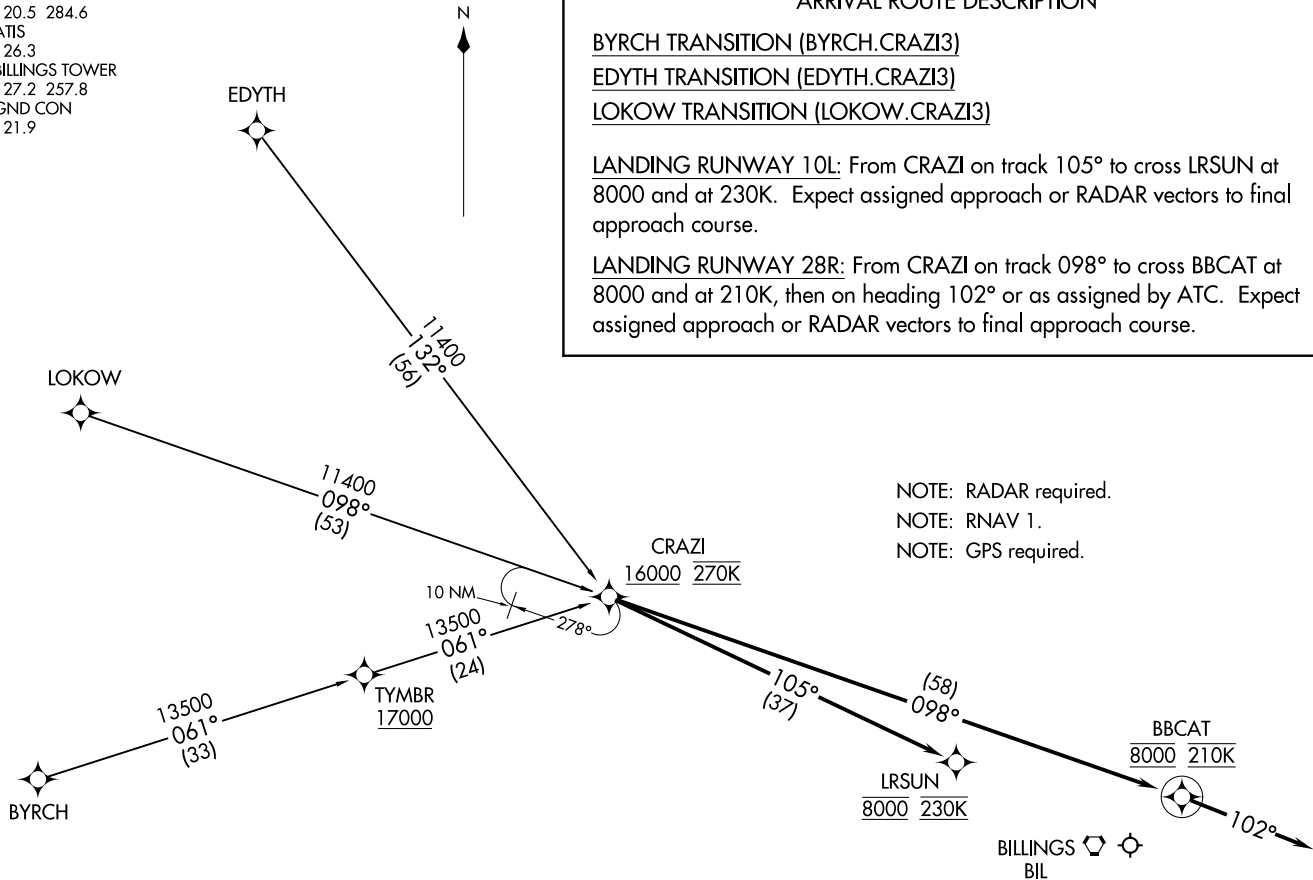 20.5 284.6
ATIS
26.3
BILLINGS TOWER
27.2 257.8
GND CON
21.9
N
ARRIVAL ROUTE DESCRIPTION
BYRCH TRANSITION (BYRCH.CRAZI3)
EDYTH TRANSITION (EDYTH.CRAZI3)
LOKOW TRANSITION (LOKOW.CRAZI3)
LANDING RUNWAY 10L: From CRAZI on track 105° to cross LRSUN at
8000 and at 230K. Expect assigned approach or RADAR vectors to final
approach course.
LANDING RUNWAY 28R: From CRAZI on track 098° to cross BBCAT at
8000 and at 210K, then on heading 102° or as assigned by ATC. Expect
assigned approach or RADAR vectors to final approach course.
EDYTH
11400
132°
(56)
LOKOW
11400
098°
(53)
NOTE: RADAR required.
NOTE: RNAV 1.
NOTE: GPS required.
CRAZI
16000 270K
10 NM
278°
13500
061°
(24)
TYMBR
17000
13500
061°
(33)
BYRCH
105°
(37)
(58)
098°
LRSUN
8000 230K
BBCAT
8000 210K
102°
BILLINGS
BIL